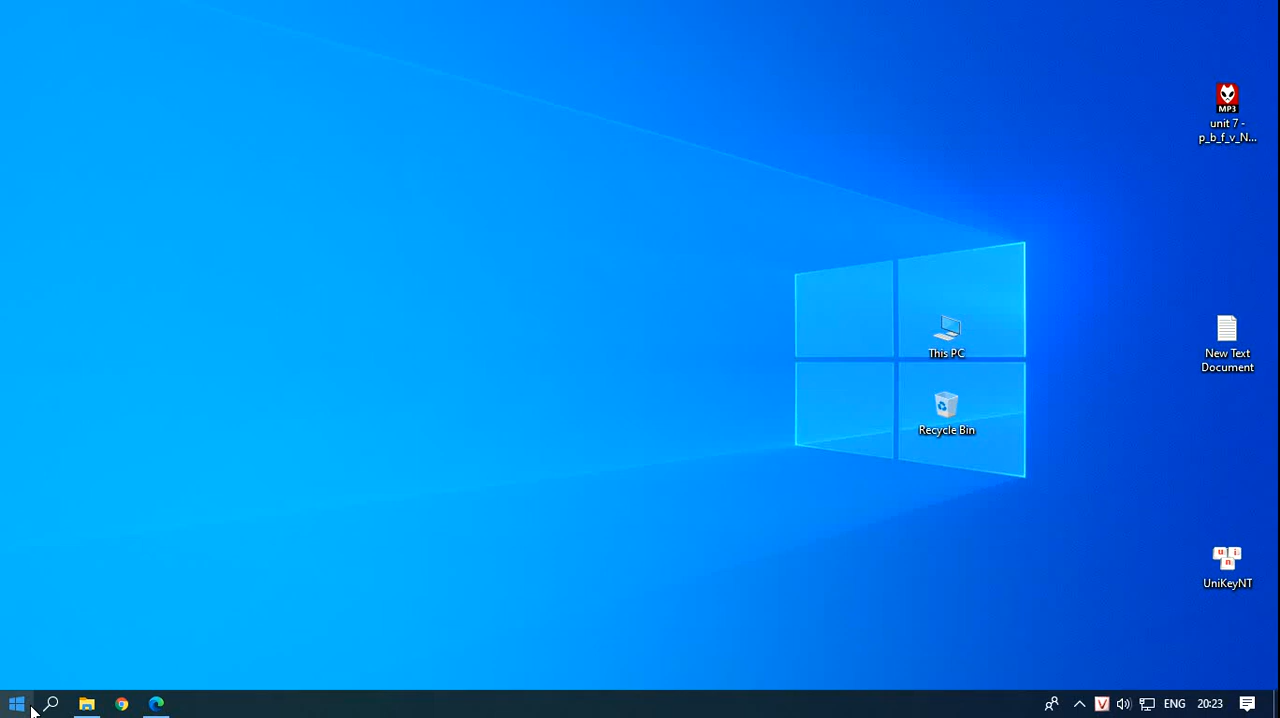 MP3
unit 7 -
p_b_f_v_N...
This PC
New Text
Document
Recycle Bin
u i
n
UniKeyNT
V
ENG
20:23